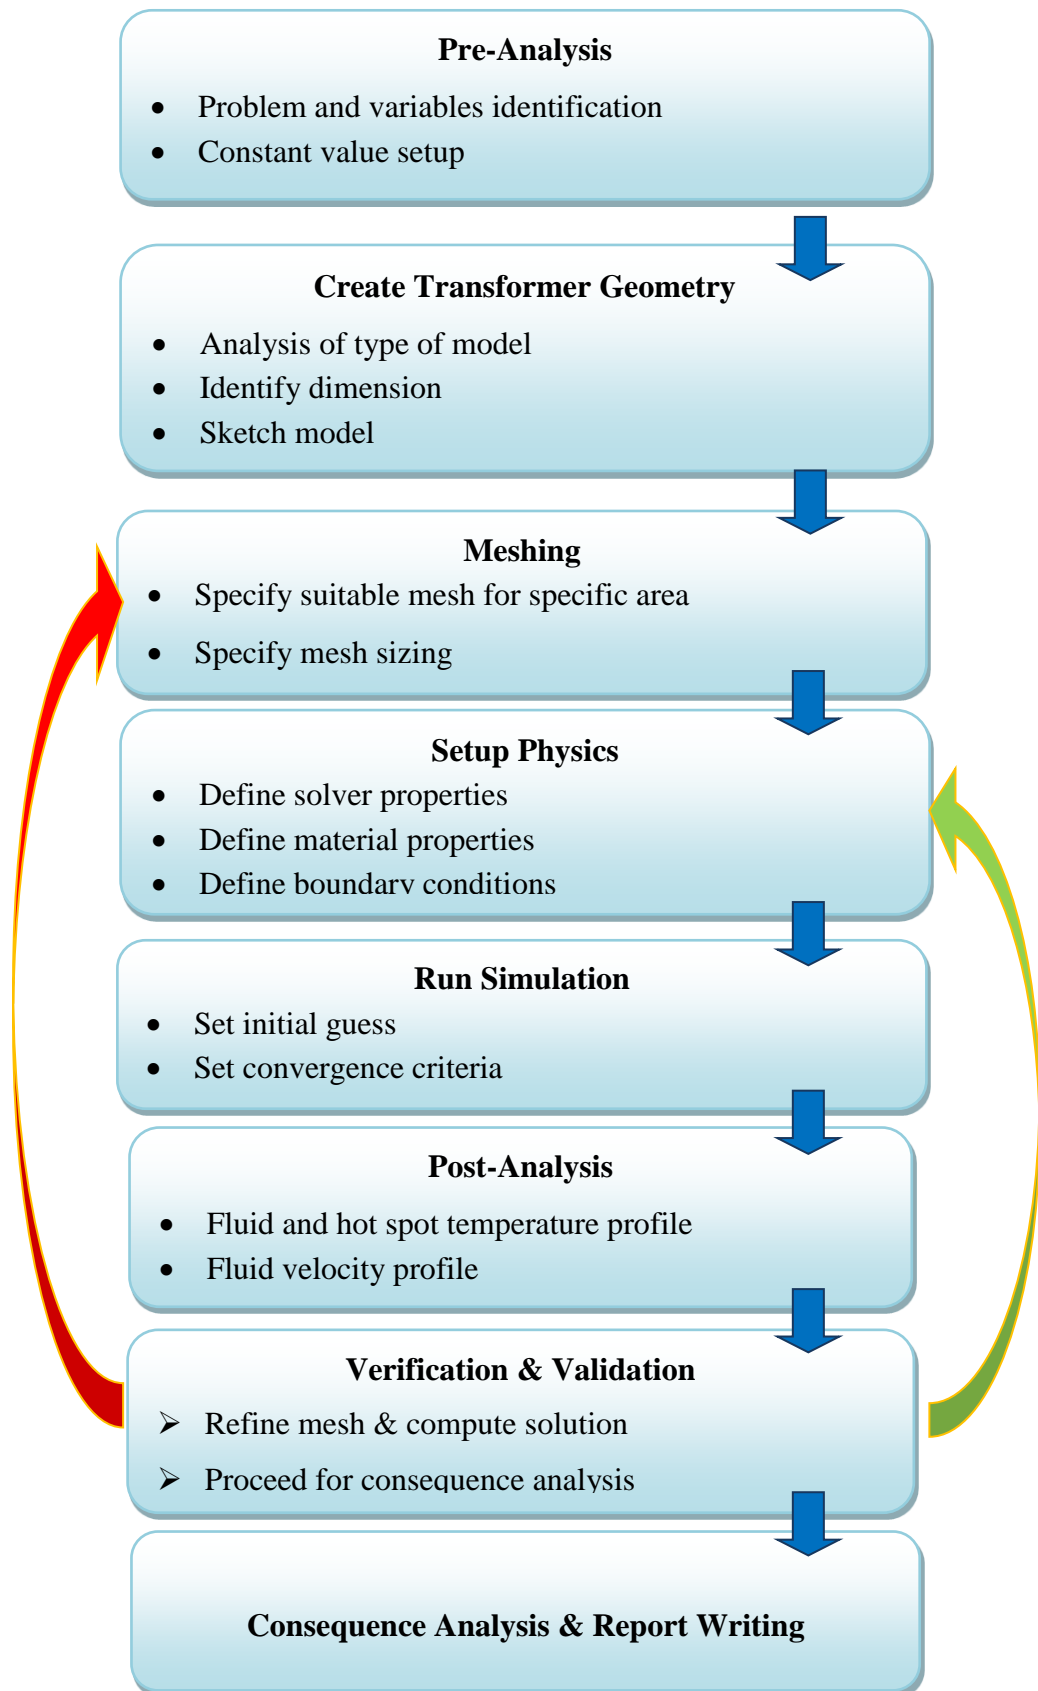 Pre-Analysis
• Problem and variables identification
• Constant value setup
Create Transformer Geometry
• Analysis of type of model
• Identify dimension
• Sketch model
Meshing
• Specify suitable mesh for specific area
• Specify mesh sizing
Setup Physics
• Define solver properties
• Define material properties
• Define boundary conditions
Run Simulation
• Set initial guess
• Set convergence criteria
Post-Analysis
• Fluid and hot spot temperature profile
• Fluid velocity profile
Verification & Validation
➢ Refine mesh & compute solution
➢ Proceed for consequence analysis
Consequence Analysis & Report Writing